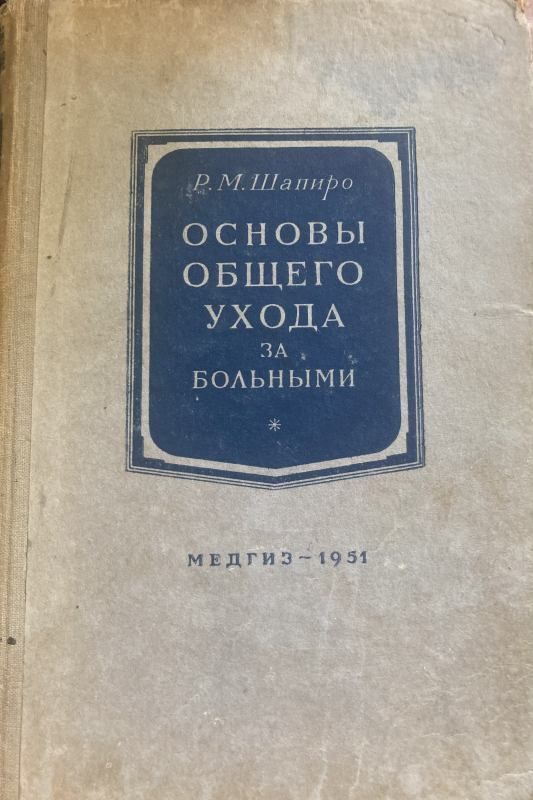 Р. М. Шапиро
ОСНОВЫ
ОБЩЕГО
УХОДА
ЗА
БОЛЬНЫМИ
*
МЕДГИЗ – 1951